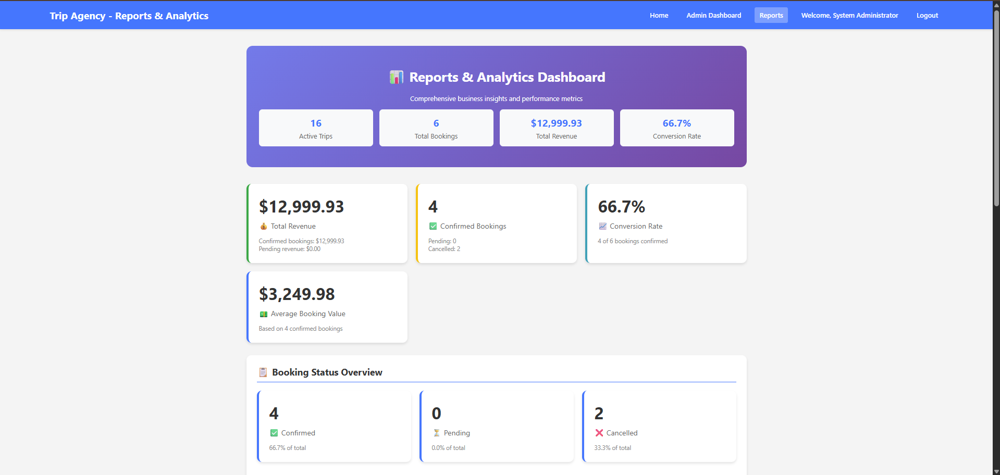 Trip Agency - Reports & Analytics
Home Admin Dashboard Reports Welcome, System Administrator Logout
Reports & Analytics Dashboard
Comprehensive business insights and performance metrics
16
Active Trips
6
Total Bookings
$12,999.93
Total Revenue
66.7%
Conversion Rate
$12,999.93
Total Revenue
Confirmed bookings: $12,999.93
Pending revenue: $0.00
4
Confirmed Bookings
Pending: 0
Cancelled: 2
66.7%
Conversion Rate
4 of 6 bookings confirmed
$3,249.98
Average Booking Value
Based on 4 confirmed bookings
Booking Status Overview
4
Confirmed
66.7% of total
0
Pending
0.0% of total
2
Cancelled
33.3% of total